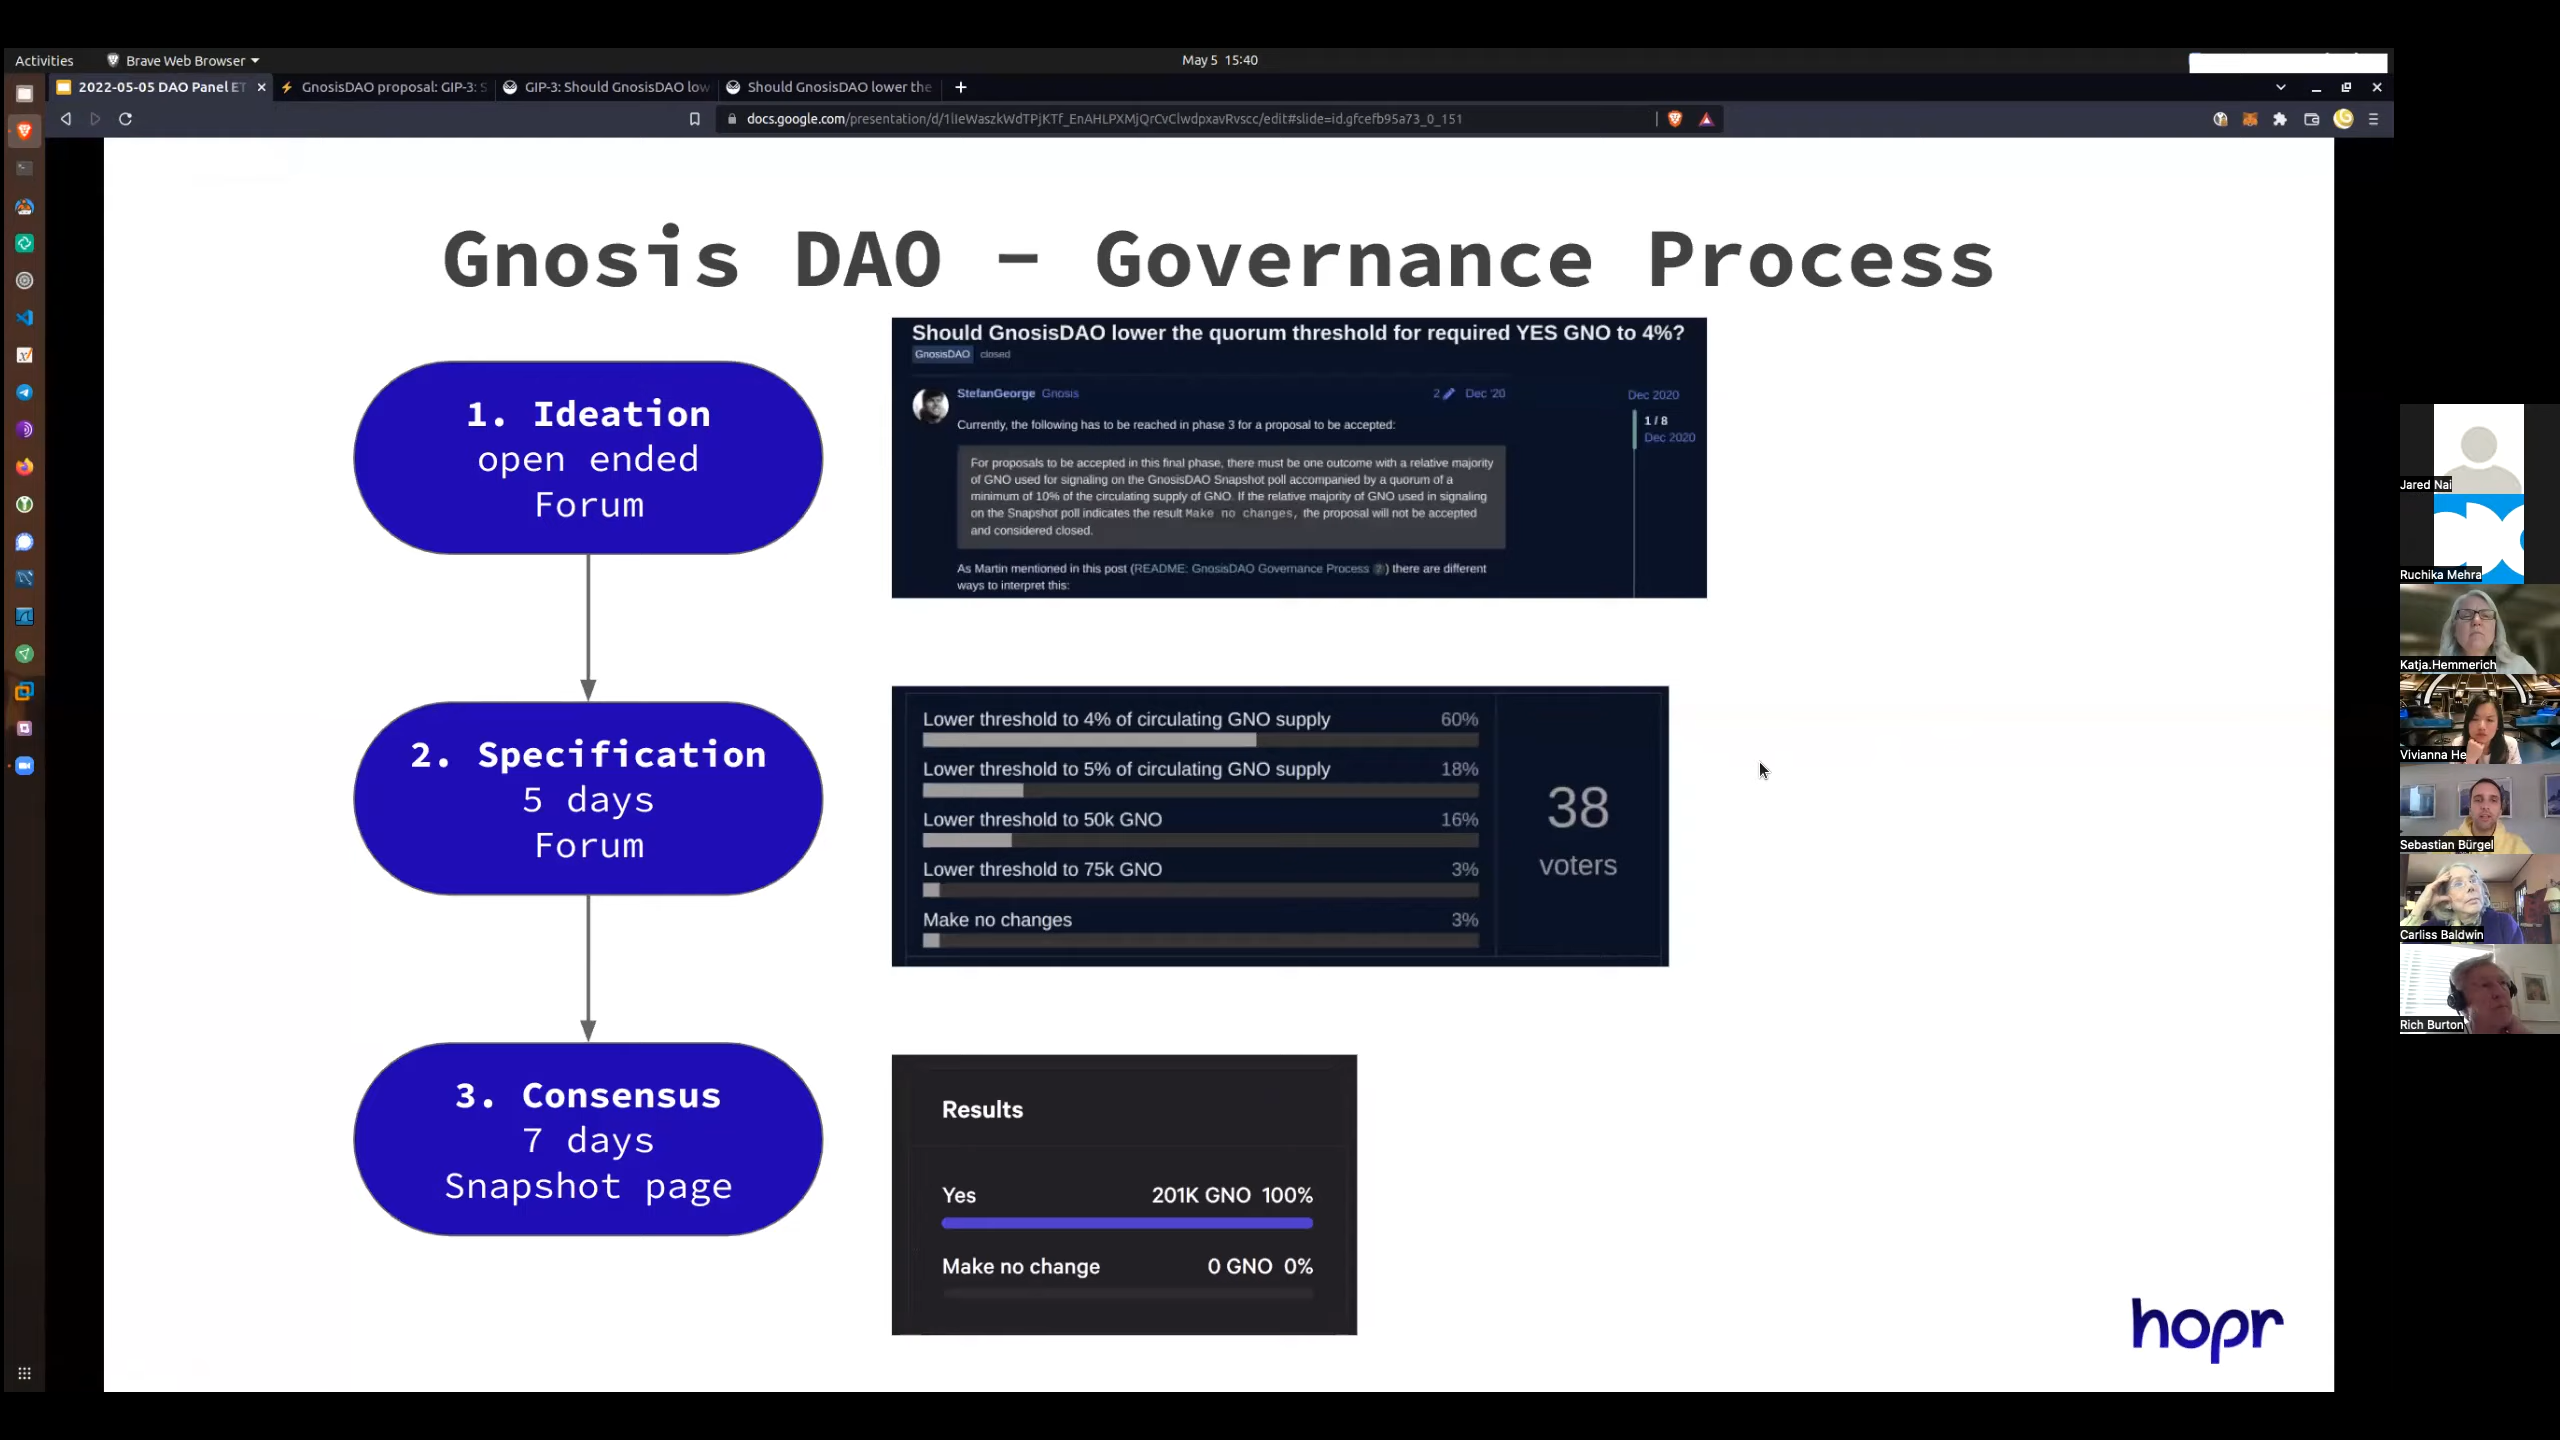 Activities
Brave Web Browser
May 5 15:40
2022-05-05 DAO Panel ET
GnosisDAO proposal: GIP-3: S
GIP-3: Should GnosisDAO low
Should GnosisDAO lower the
docs.google.com/presentation/d/1lIeWaszkWdTPjKTf_EnAHLPXMjQrCvClwdpxavRvscc/edit#slide=id.gfcefb95a73_0_151
Gnosis DAO - Governance Process
1. Ideation
open ended
Forum
Should GnosisDAO lower the quorum threshold for required YES GNO to 4%?
GnosisDAO closed
StefanGeorge Gnosis
2 Dec '20
Currently, the following has to be reached in phase 3 for a proposal to be accepted:
For proposals to be accepted in this final phase, there must be one outcome with a relative majority
of GNO used for signaling on the GnosisDAO Snapshot poll accompanied by a quorum of a
minimum of 10% of the circulating supply of GNO. If the relative majority of GNO used in signaling
on the Snapshot poll indicates the result Make no changes, the proposal will not be accepted
and considered closed.
As Martin mentioned in this post (README: GnosisDAO Governance Process 7) there are different
ways to interpret this:
Dec 2020
1 / 8
Dec 2020
2. Specification
5 days
Forum
Lower threshold to 4% of circulating GNO supply 60%
Lower threshold to 5% of circulating GNO supply 18%
Lower threshold to 50k GNO 16%
Lower threshold to 75k GNO 3%
Make no changes 3%
38
voters
3. Consensus
7 days
Snapshot page
Results
Yes 201K GNO 100%
Make no change 0 GNO 0%
hopr
Jared Nai
Ruchika Mehra
Katja.Hemmerich
Vivianna He
Sebastian Bürgel
Carliss Baldwin
Rich Burton